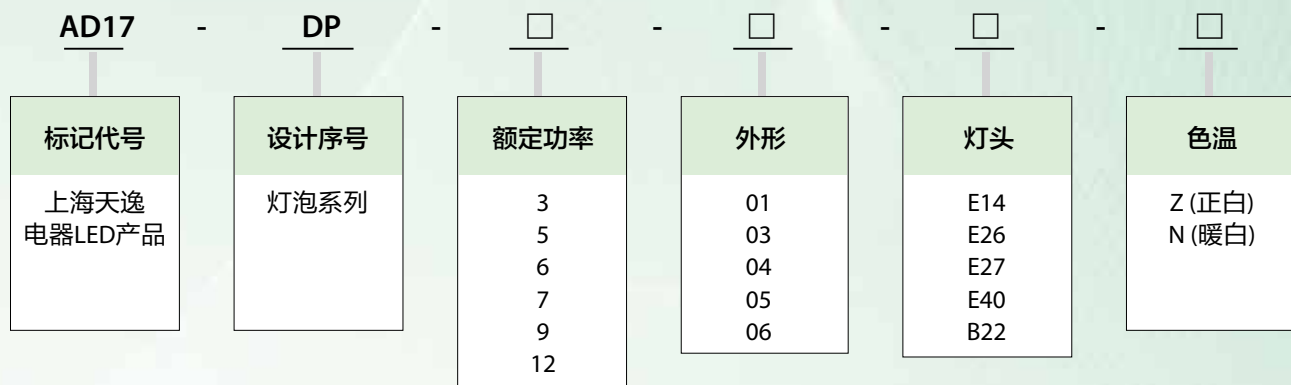 AD17 - DP - □ - □ - □ - □
标记代号
上海天逸
电器LED产品
设计序号
灯泡系列
额定功率
3
5
6
7
9
12
外形
01
03
04
05
06
灯头
E14
E26
E27
E40
B22
色温
Z (正白)
N (暖白)